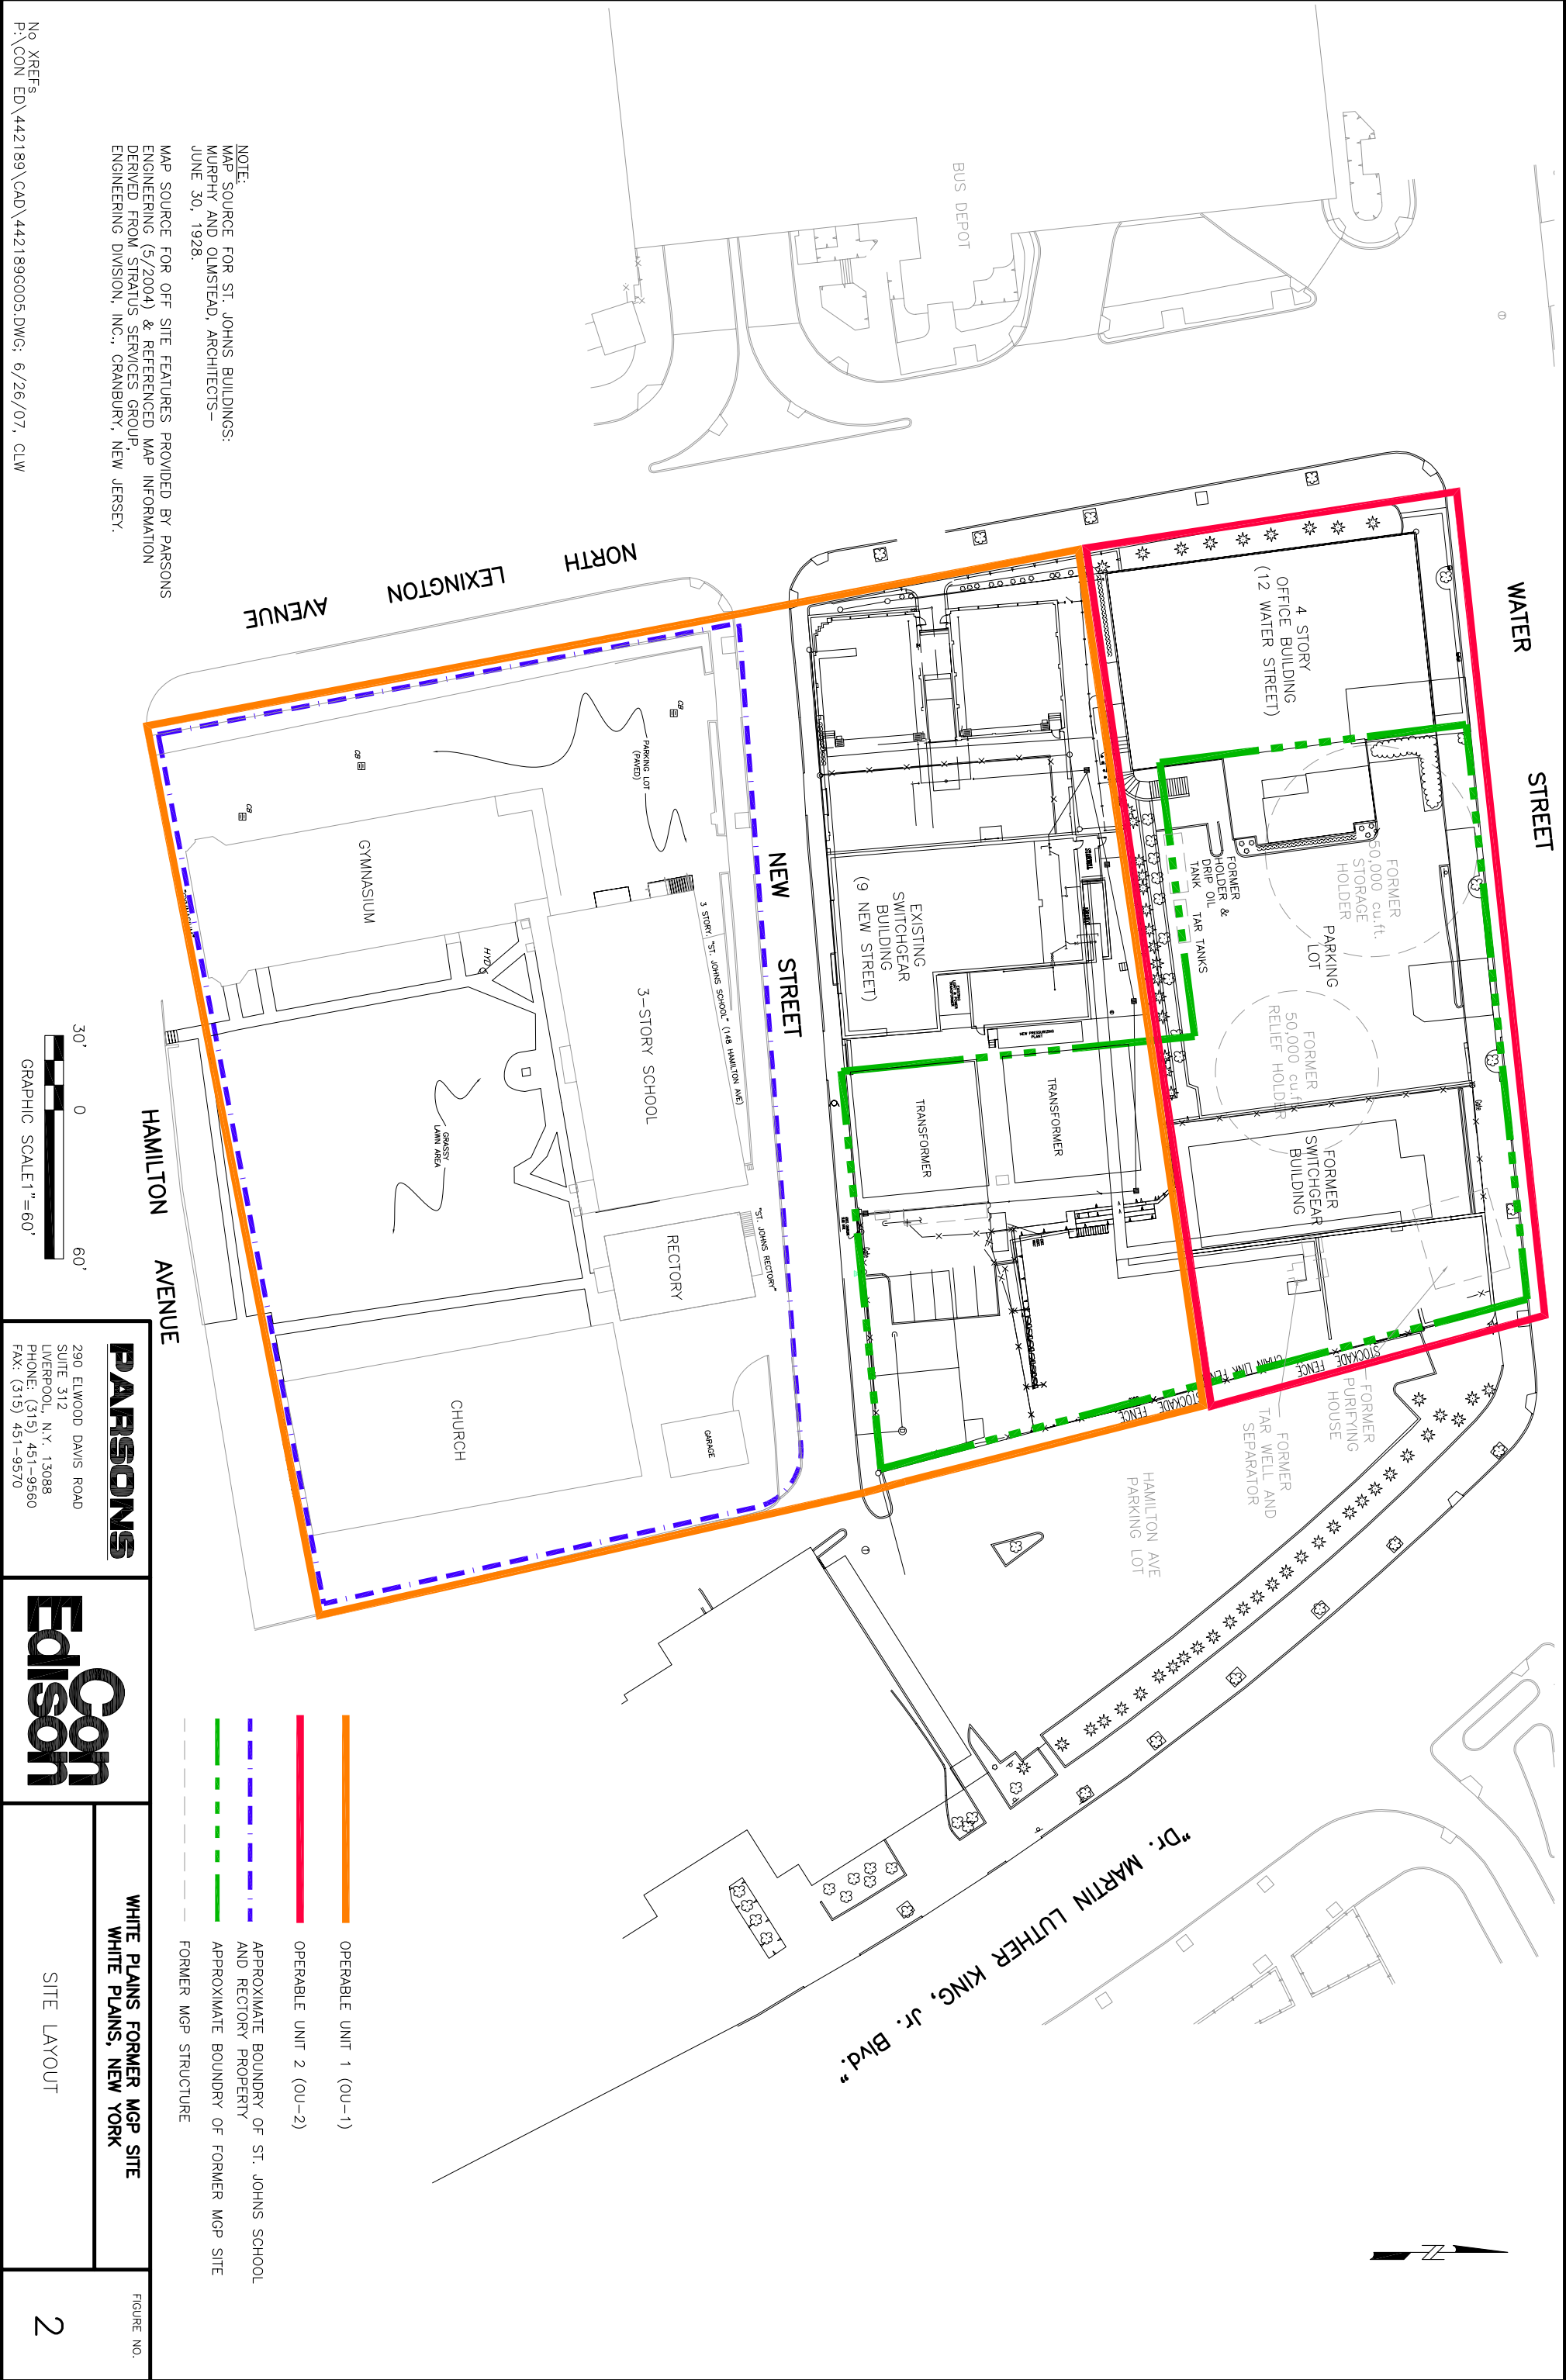 WATER STREET
BUS DEPOT
4 STORY
OFFICE BUILDING
(12 WATER STREET)
FORMER
50,000 cu.ft.
STORAGE
HOLDER
PARKING
LOT
FORMER
HOLDER &
DRIP OIL
TANK
TAR TANKS
FORMER
50,000 cu.ft.
RELIEF HOLDER
FORMER
SWITCHGEAR
BUILDING
STOCKADE FENCE
CHAIN LINK FENCE
STOCKADE FENCE
FORMER
PURIFYING
HOUSE
FORMER
TAR WELL AND
SEPARATOR
HAMILTON AVE
PARKING LOT
"Dr. MARTIN LUTHER KING, Jr. Blvd."
EXISTING
SWITCHGEAR
BUILDING
(9 NEW STREET)
NEW PRESSURIZING
PLANT
TRANSFORMER
TRANSFORMER
Gate
NORTH LEXINGTON AVENUE
NEW STREET
CB
CB
CB
PARKING LOT
(PAVED)
GYMNASIUM
3 STORY. "ST. JOHNS SCHOOL" (148 HAMILTON AVE)
3-STORY SCHOOL
HYD
GRASSY
LAWN AREA
"ST. JOHNS RECTORY"
RECTORY
CHURCH
GARAGE
HAMILTON AVENUE
NOTE:
MAP SOURCE FOR ST. JOHNS BUILDINGS:
MURPHY AND OLMSTEAD, ARCHITECTS-
JUNE 30, 1928.
MAP SOURCE FOR OFF SITE FEATURES PROVIDED BY PARSONS
ENGINEERING (5/2004) & REFERENCED MAP INFORMATION
DERIVED FROM STRATUS SERVICES GROUP,
ENGINEERING DIVISION, INC., CRANBURY, NEW JERSEY.
30' 0 60'
GRAPHIC SCALE1"=60'
OPERABLE UNIT 1 (OU-1)
OPERABLE UNIT 2 (OU-2)
APPROXIMATE BOUNDRY OF ST. JOHNS SCHOOL
AND RECTORY PROPERTY
APPROXIMATE BOUNDRY OF FORMER MGP SITE
FORMER MGP STRUCTURE
N
No XREFs
P:\CON ED\442189\CAD\442189G005.DWG; 6/26/07, CLW
PARSONS
290 ELWOOD DAVIS ROAD
SUITE 312
LIVERPOOL, N.Y. 13088
PHONE: (315) 451-9560
FAX: (315) 451-9570
Con
Edison
WHITE PLAINS FORMER MGP SITE
WHITE PLAINS, NEW YORK
SITE LAYOUT
FIGURE NO.
2